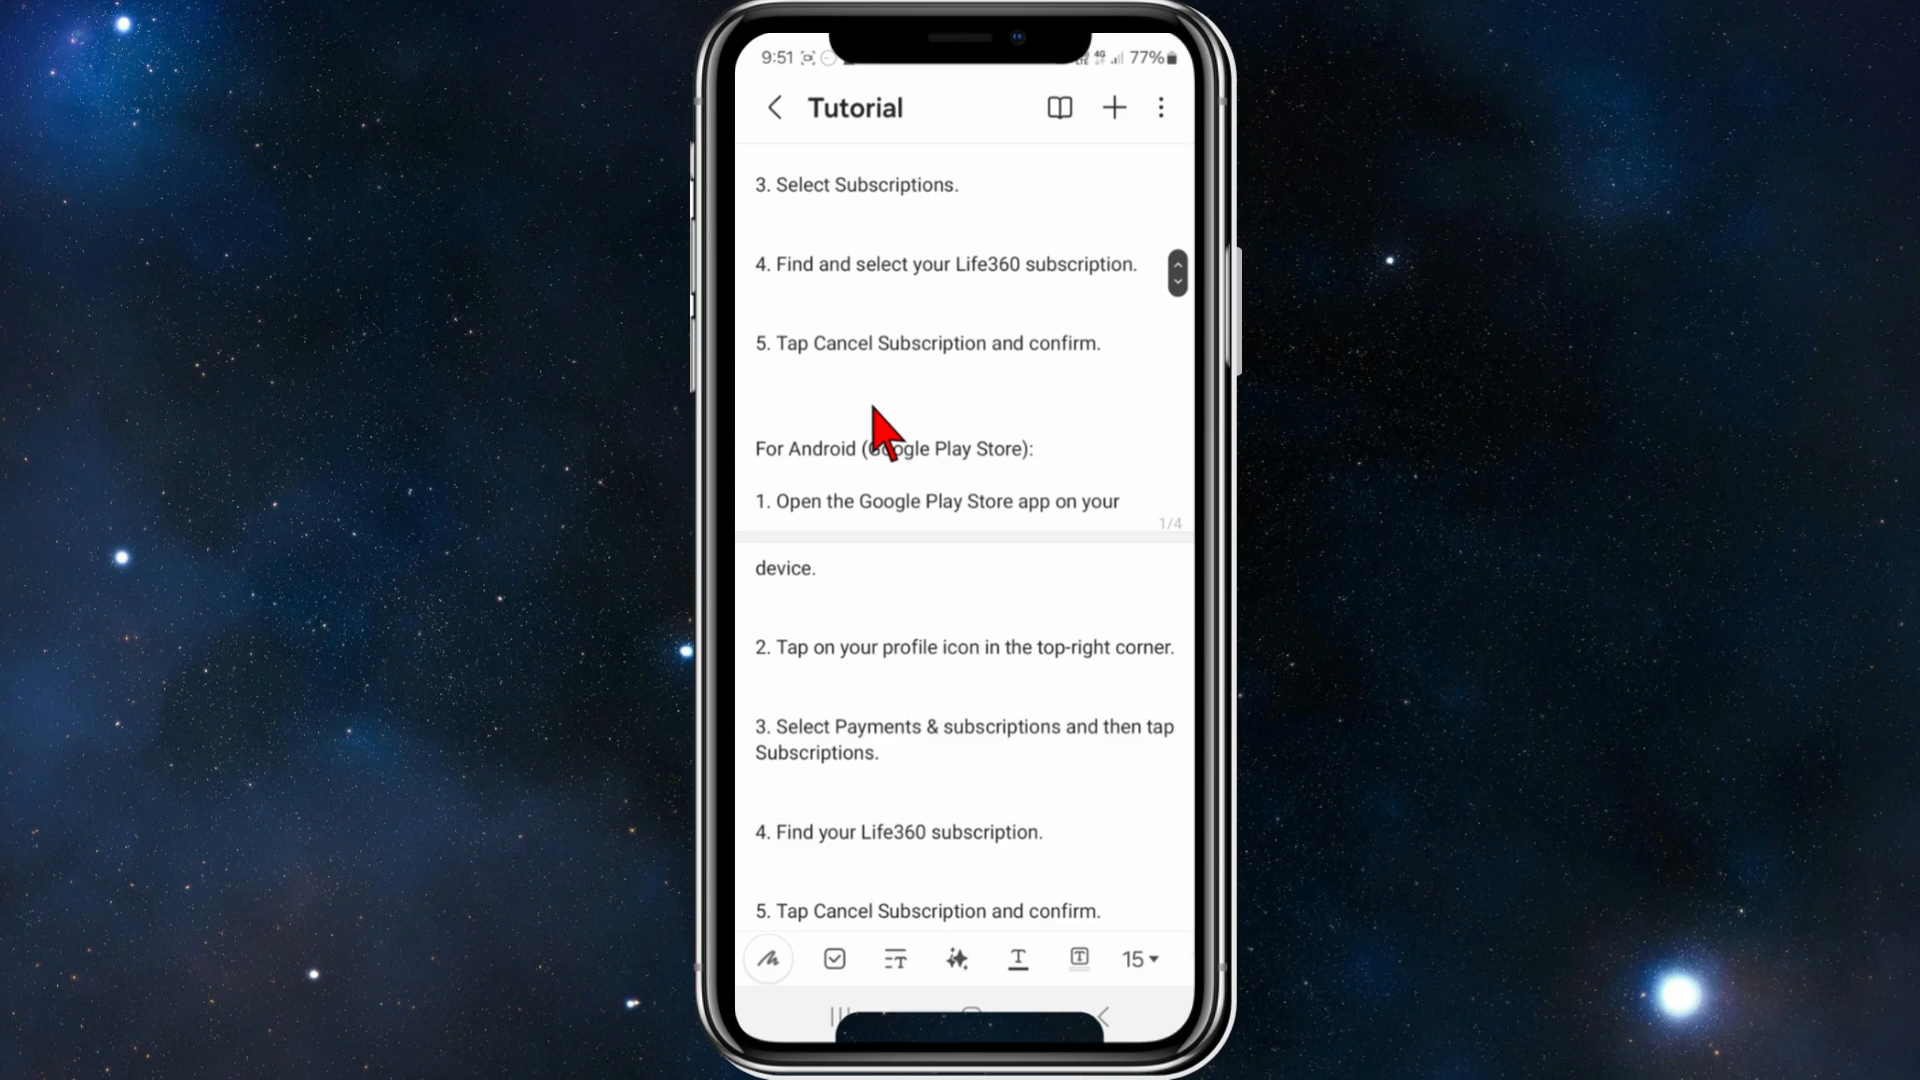 9:51 77%
Tutorial
3. Select Subscriptions.
4. Find and select your Life360 subscription.
5. Tap Cancel Subscription and confirm.
For Android (Google Play Store):
1. Open the Google Play Store app on your
1/4
device.
2. Tap on your profile icon in the top-right corner.
3. Select Payments & subscriptions and then tap
Subscriptions.
4. Find your Life360 subscription.
5. Tap Cancel Subscription and confirm.
15